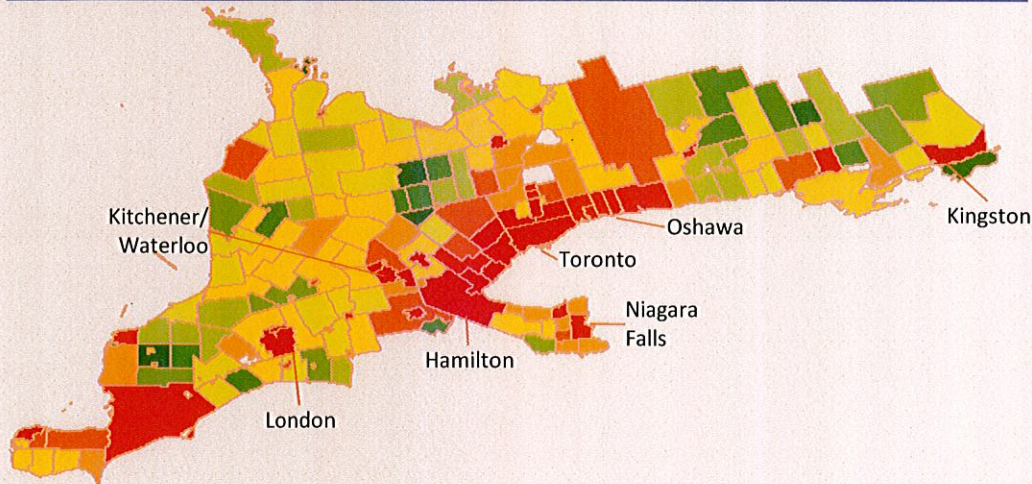 Kitchener/
Waterloo
Kingston
Oshawa
Toronto
Niagara
Falls
Hamilton
London